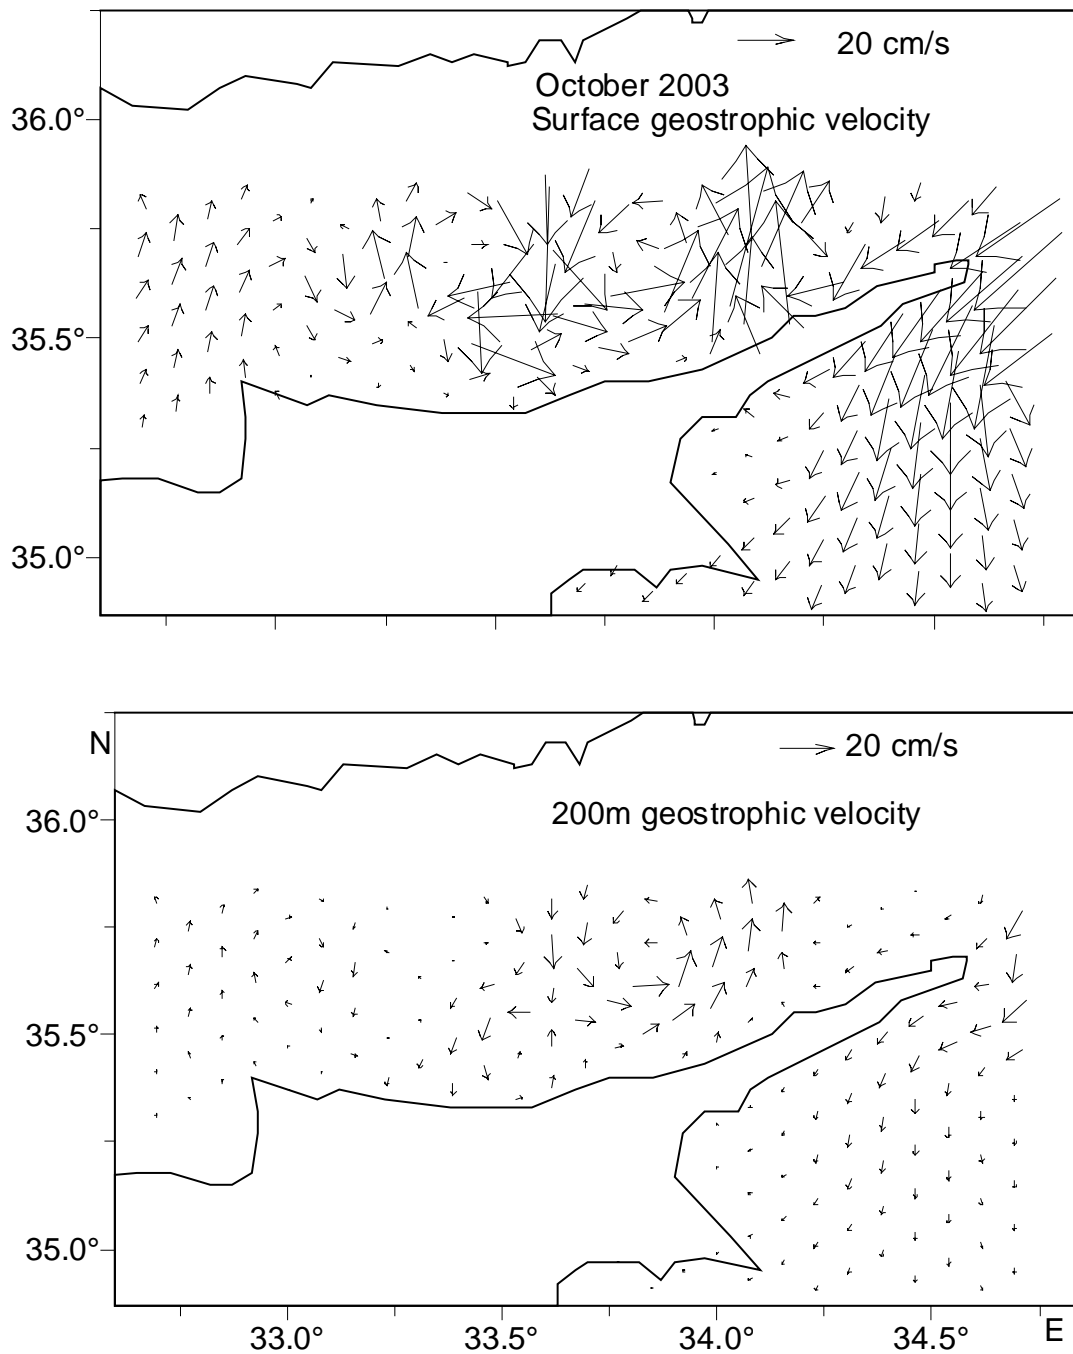 20 cm/s
October 2003
Surface geostrophic velocity
36.0°
35.5°
35.0°
N
20 cm/s
200m geostrophic velocity
36.0°
35.5°
35.0°
33.0° 33.5° 34.0° 34.5° E